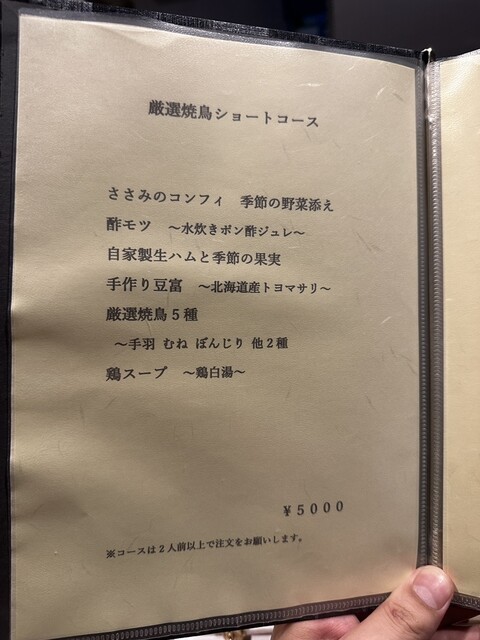 厳選焼鳥ショートコース
ささみのコンフィ　季節の野菜添え
酢モツ　～水炊きポン酢ジュレ～
自家製生ハムと季節の果実
手作り豆富　～北海道産トヨマサリ～
厳選焼鳥５種
～手羽 むね ぼんじり 他２種
鶏スープ　～鶏白湯～
￥５０００
※コースは２人前以上で注文をお願いします。